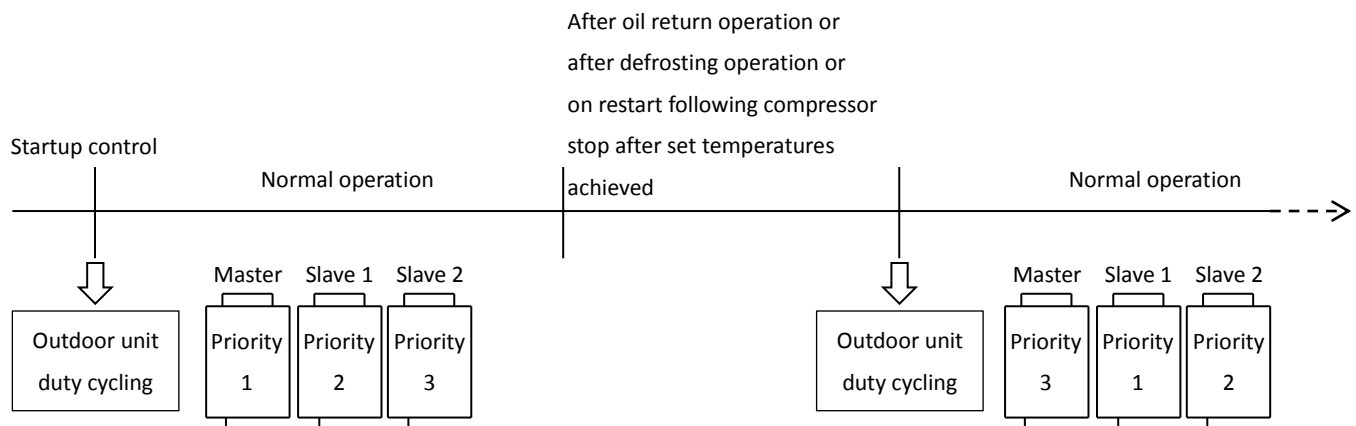 After oil return operation or
after defrosting operation or
on restart following compressor
stop after set temperatures
achieved
Startup control
Normal operation
Normal operation
Master Slave 1 Slave 2
Outdoor unit
duty cycling
Priority Priority Priority
1 2 3
Master Slave 1 Slave 2
Outdoor unit
duty cycling
Priority Priority Priority
3 1 2